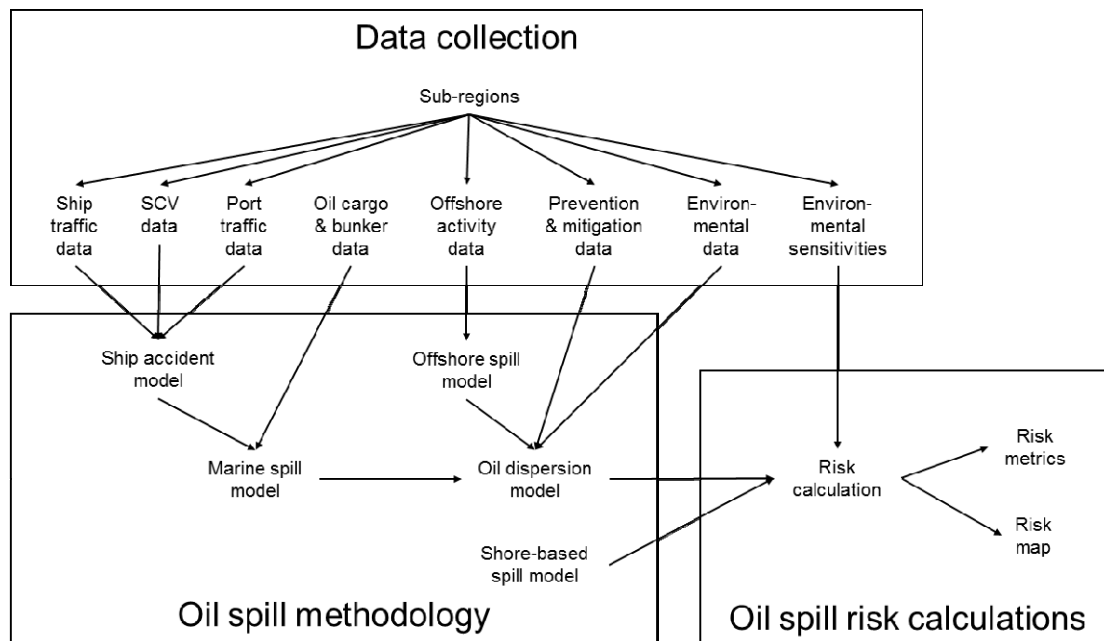 Data collection
Sub-regions
Ship
traffic
data
SCV
data
Port
traffic
data
Oil cargo
& bunker
data
Offshore
activity
data
Prevention
& mitigation
data
Environ-
mental
data
Environ-
mental
sensitivities
Ship accident
model
Offshore spill
model
Marine spill
model
Oil dispersion
model
Risk
calculation
Risk
metrics
Risk
map
Shore-based
spill model
Oil spill methodology
Oil spill risk calculations